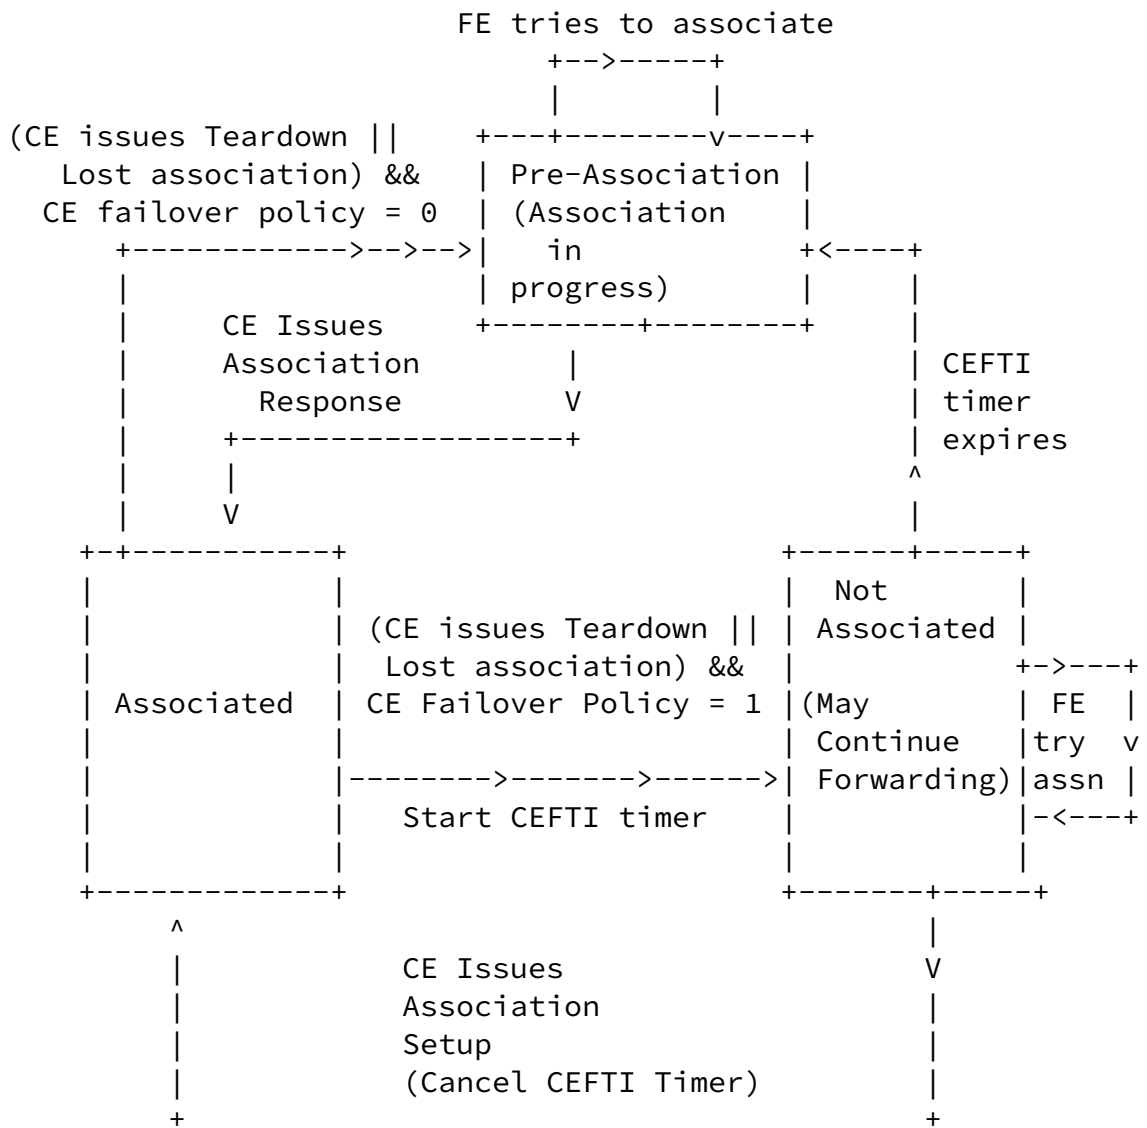 FE tries to associate
+-->-----+
|        |
(CE issues Teardown ||    +---+--------v----+
Lost association) &&   | Pre-Association |
CE failover policy = 0  | (Association    |
+------------>-->-->|   in            +<-----+
|                   | progress)       |     |
|     CE Issues     +--------+--------+     |
|     Association        |                  | CEFTI
|       Response         V                  | timer
|     +------------------+                  | expires
|     |                                     ^
|     V                                     |
+-+-----------+                        +------+-----+
|             |                        |  Not       |
|             | (CE issues Teardown || | Associated |
|             |  Lost association) &&  |            +->---+
| Associated  | CE Failover Policy = 1 |(May        | FE  |
|             |                        | Continue   |try  v
|             |-------->------->------>| Forwarding)|assn |
|             |   Start CEFTI timer    |            |-<---+
|             |                        |            |
+-------------+                        +-------+-----+
^                                         |
|            CE Issues                    V
|            Association                  |
|            Setup                        |
|            (Cancel CEFTI Timer)         |
+                                         +